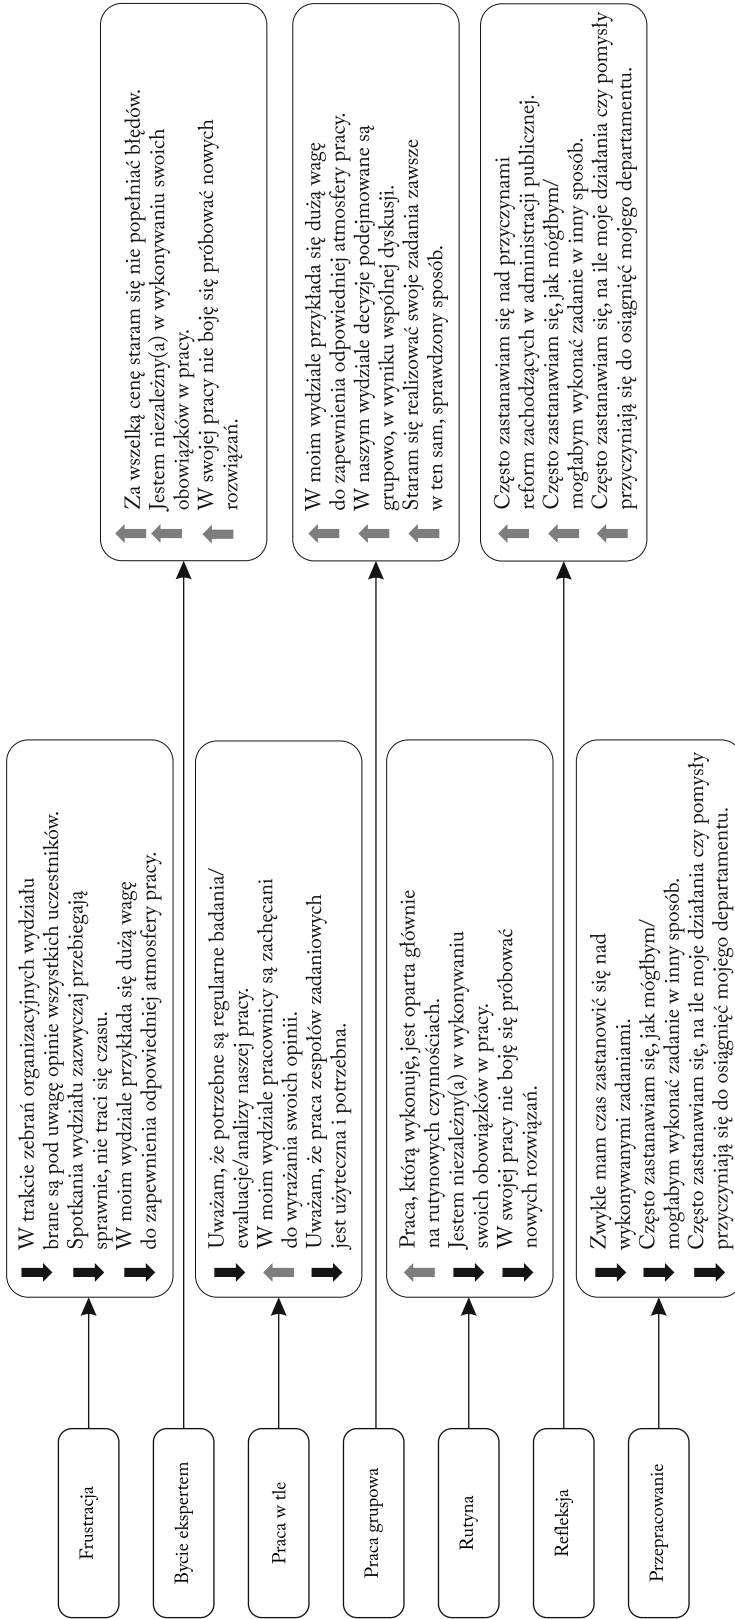 Frustracja
W trakcie zebrań organizacyjnych wydziału
brane są pod uwagę opinie wszystkich uczestników.
Spotkania wydziału zazwyczaj przebiegają
sprawnie, nie traci się czasu.
W moim wydziale przykłada się dużą wagę
do zapewnienia odpowiedniej atmosfery pracy.
Bycie ekspertem
Za wszelką cenę staram się nie popełniać błędów.
Jestem niezależny(a) w wykonywaniu swoich
obowiązków w pracy.
W swojej pracy nie boję się próbować nowych
rozwiązań.
Praca w tle
Uważam, że potrzebne są regularne badania/
ewaluacje/analizy naszej pracy.
W moim wydziale pracownicy są zachęcani
do wyrażania swoich opinii.
Uważam, że praca zespołów zadaniowych
jest użyteczna i potrzebna.
Praca grupowa
W moim wydziale przykłada się dużą wagę
do zapewnienia odpowiedniej atmosfery pracy.
W naszym wydziale decyzje podejmowane są
grupowo, w wyniku wspólnej dyskusji.
Staram się realizować swoje zadania zawsze
w ten sam, sprawdzony sposób.
Rutyna
Praca, którą wykonuję, jest oparta głównie
na rutynowych czynnościach.
Jestem niezależny(a) w wykonywaniu
swoich obowiązków w pracy.
W swojej pracy nie boję się próbować
nowych rozwiązań.
Refleksja
Często zastanawiam się nad przyczynami
reform zachodzących w administracji publicznej.
Często zastanawiam się, jak mógłbym/
mogłabym wykonać zadanie w inny sposób.
Często zastanawiam się, na ile moje działania czy pomysły
przyczyniają się do osiągnięć mojego departamentu.
Przepracowanie
Zwykle mam czas zastanowić się nad
wykonywanymi zadaniami.
Często zastanawiam się, jak mógłbym/
mogłabym wykonać zadanie w inny sposób.
Często zastanawiam się, na ile moje działania czy pomysły
przyczyniają się do osiągnięć mojego departamentu.